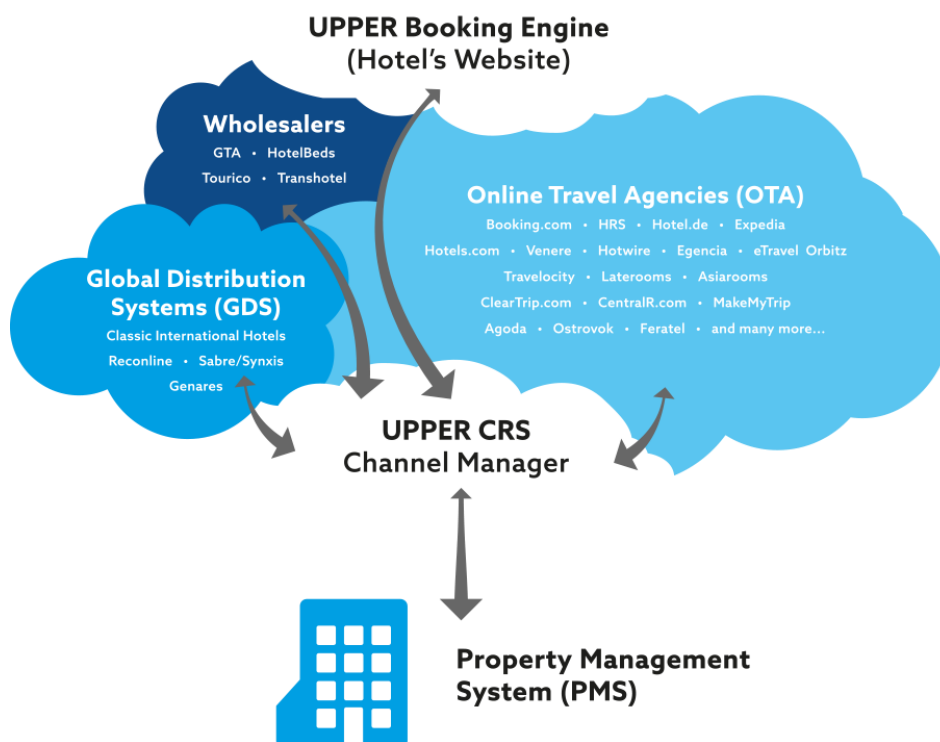 UPPER Booking Engine
(Hotel's Website)
Wholesalers
GTA • HotelBeds
Tourico • Transhotel
Online Travel Agencies (OTA)
Booking.com • HRS • Hotel.de • Expedia
Hotels.com • Venere • Hotwire • Egencia • eTravel Orbitz
Travelocity • Laterooms • Asiarooms
ClearTrip.com • CentralR.com • MakeMyTrip
Agoda • Ostrovok • Feratel • and many more...
Global Distribution
Systems (GDS)
Classic International Hotels
Reconline • Sabre/Synxis
Genares
UPPER CRS
Channel Manager
Property Management
System (PMS)